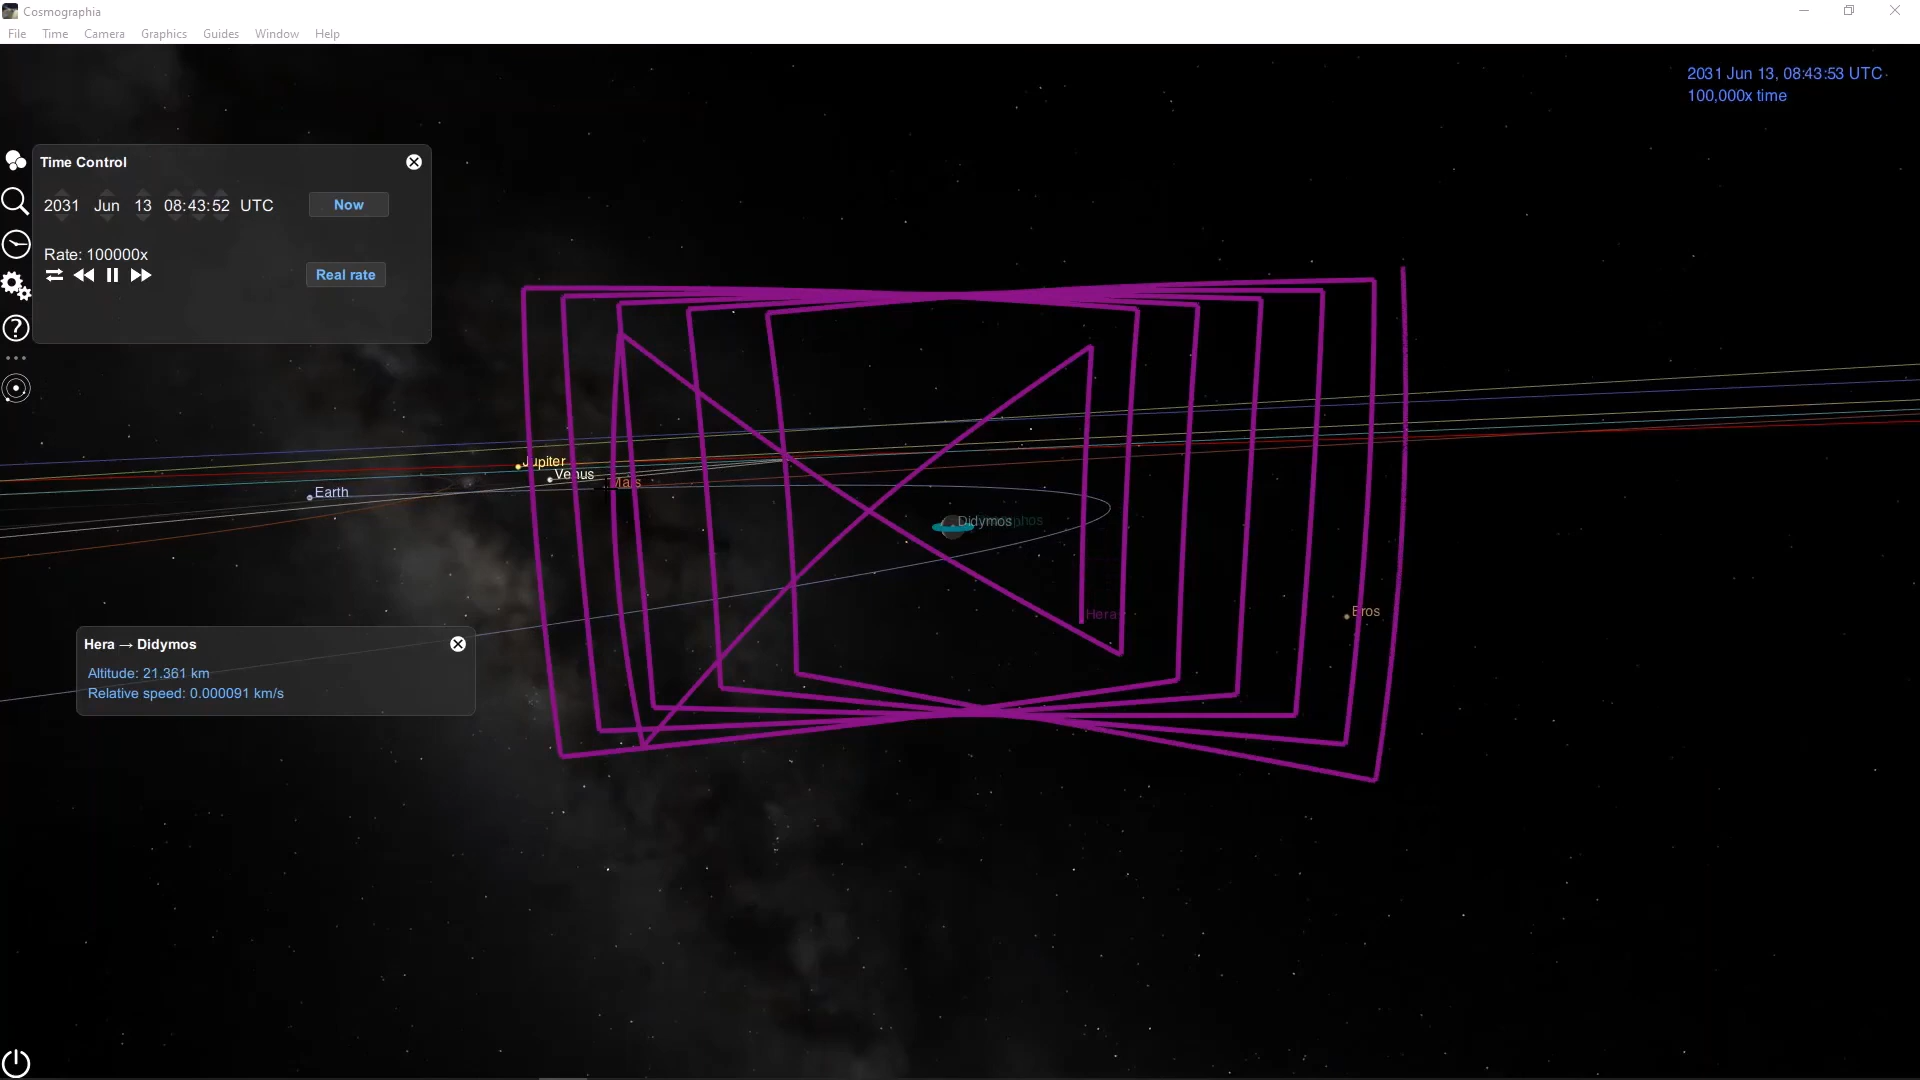 Cosmographia
File Time Camera Graphics Guides Window Help
2031 Jun 13, 08:43:53 UTC
100,000x time
Time Control
2031 Jun 13 08:43:52 UTC Now
Rate: 100000x
Real rate
Jupiter
Venus
Mars
Earth
Didymos
Hera
Eros
Hera → Didymos
Altitude: 21.361 km
Relative speed: 0.000091 km/s